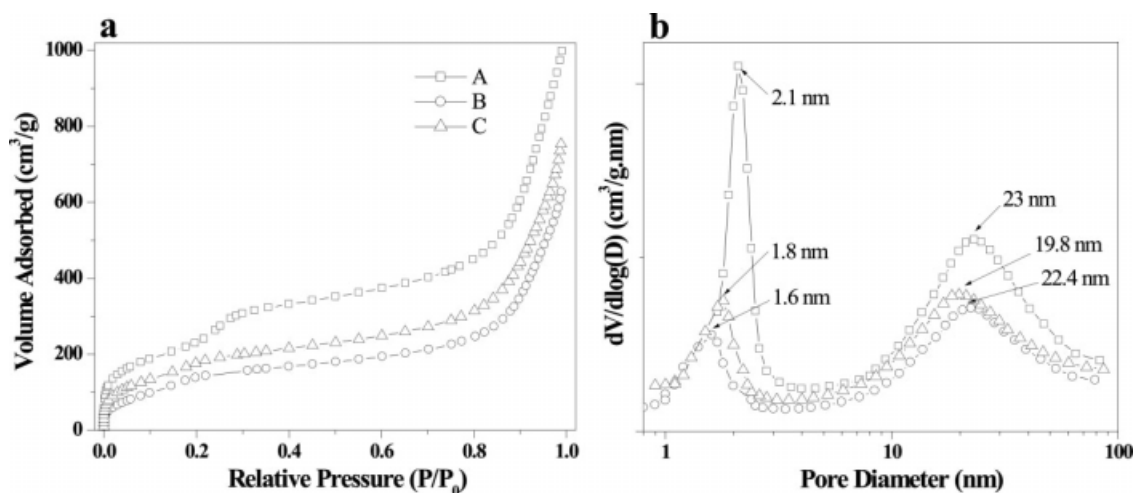 a
Volume Adsorbed (cm³/g)
1000
800
600
400
200
0
A
B
C
0.0 0.2 0.4 0.6 0.8 1.0
Relative Pressure (P/P₀)
b
dV/dlog(D) (cm³/g.nm)
2.1 nm
1.8 nm
1.6 nm
23 nm
19.8 nm
22.4 nm
1 10 100
Pore Diameter (nm)